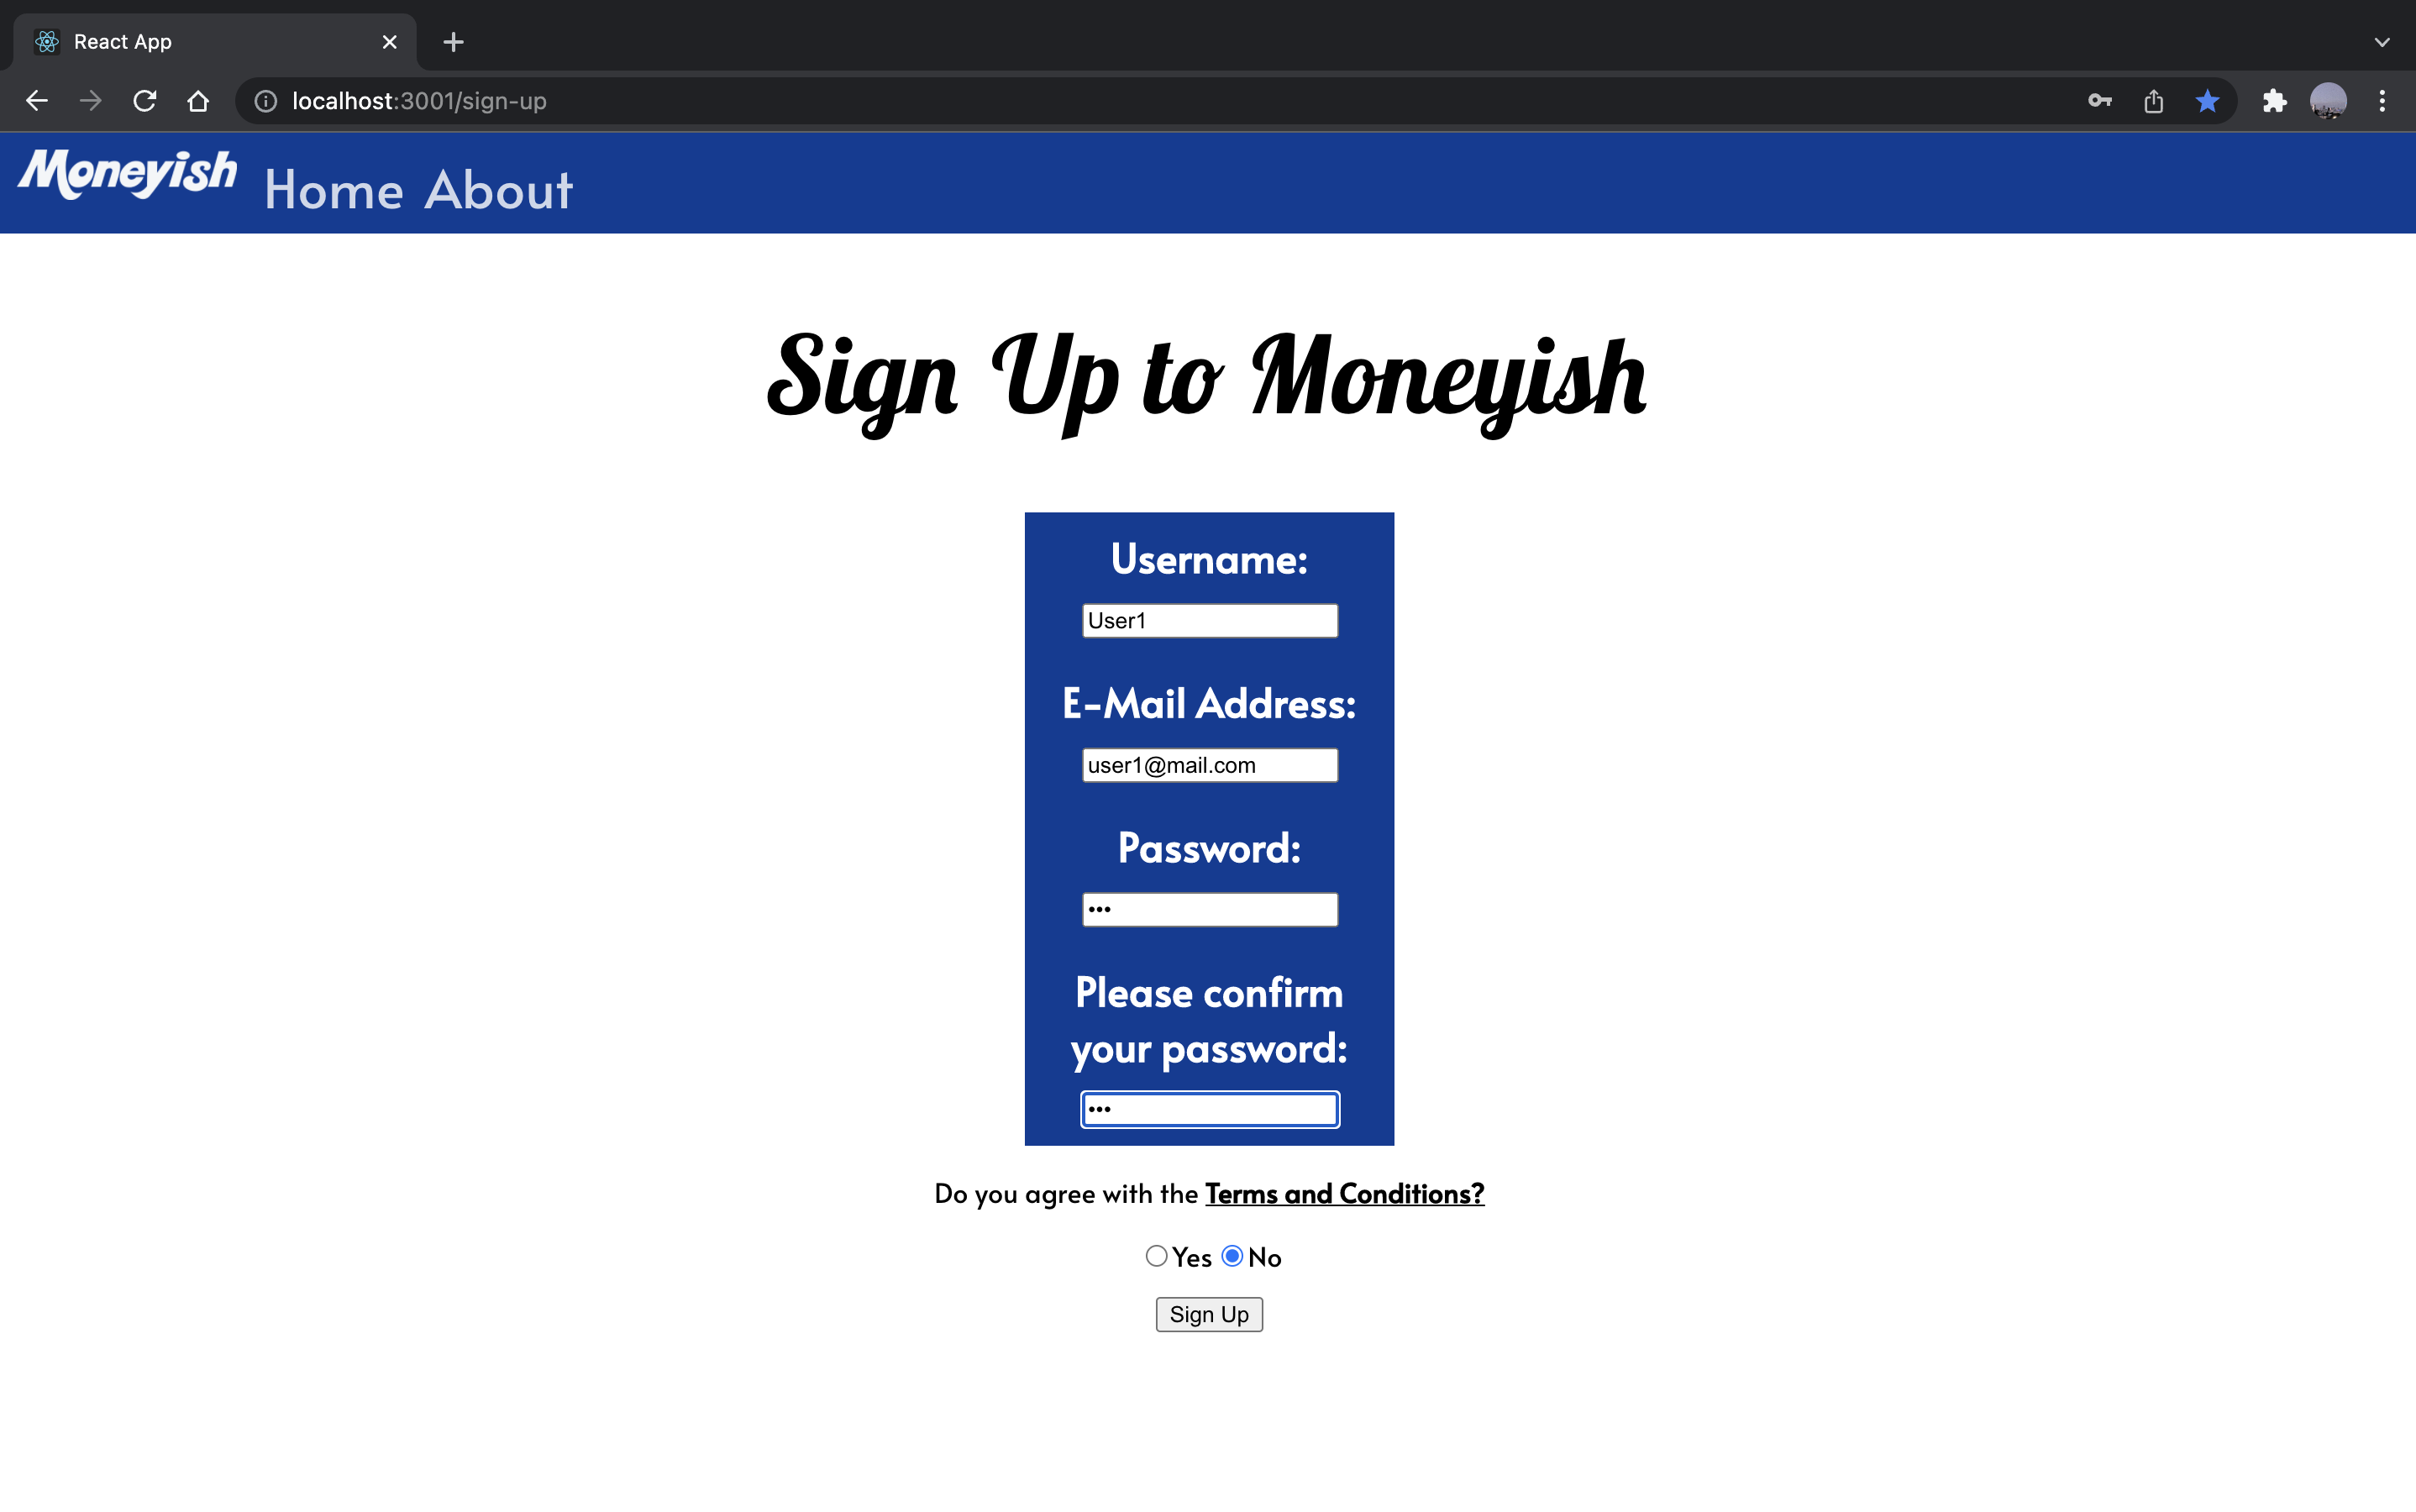 React App
localhost:3001/sign-up
Moneyish Home About
Sign Up to Moneyish
Username:
User1
E-Mail Address:
user1@mail.com
Password:
•••
Please confirm
your password:
•••
Do you agree with the Terms and Conditions?
Yes No
Sign Up